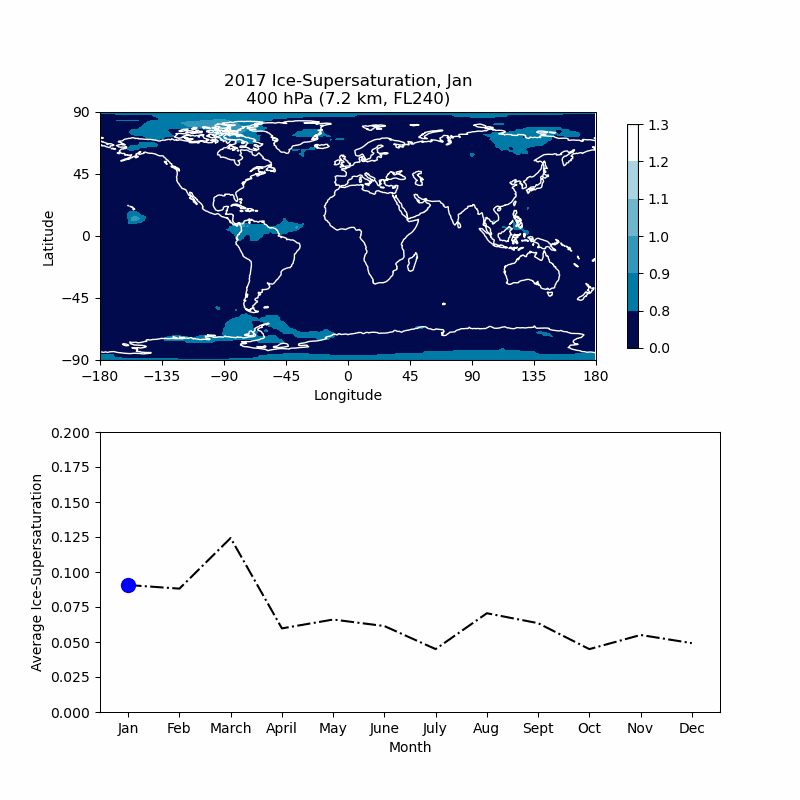 2017 Ice-Supersaturation, Jan
400 hPa (7.2 km, FL240)
90
45
0
−45
−90
Latitude
−180
−135
−90
−45
0
45
90
135
180
Longitude
1.3
1.2
1.1
1.0
0.9
0.8
0.0
0.200
0.175
0.150
0.125
0.100
0.075
0.050
0.025
0.000
Average Ice-Supersaturation
Jan
Feb
March
April
May
June
July
Aug
Sept
Oct
Nov
Dec
Month